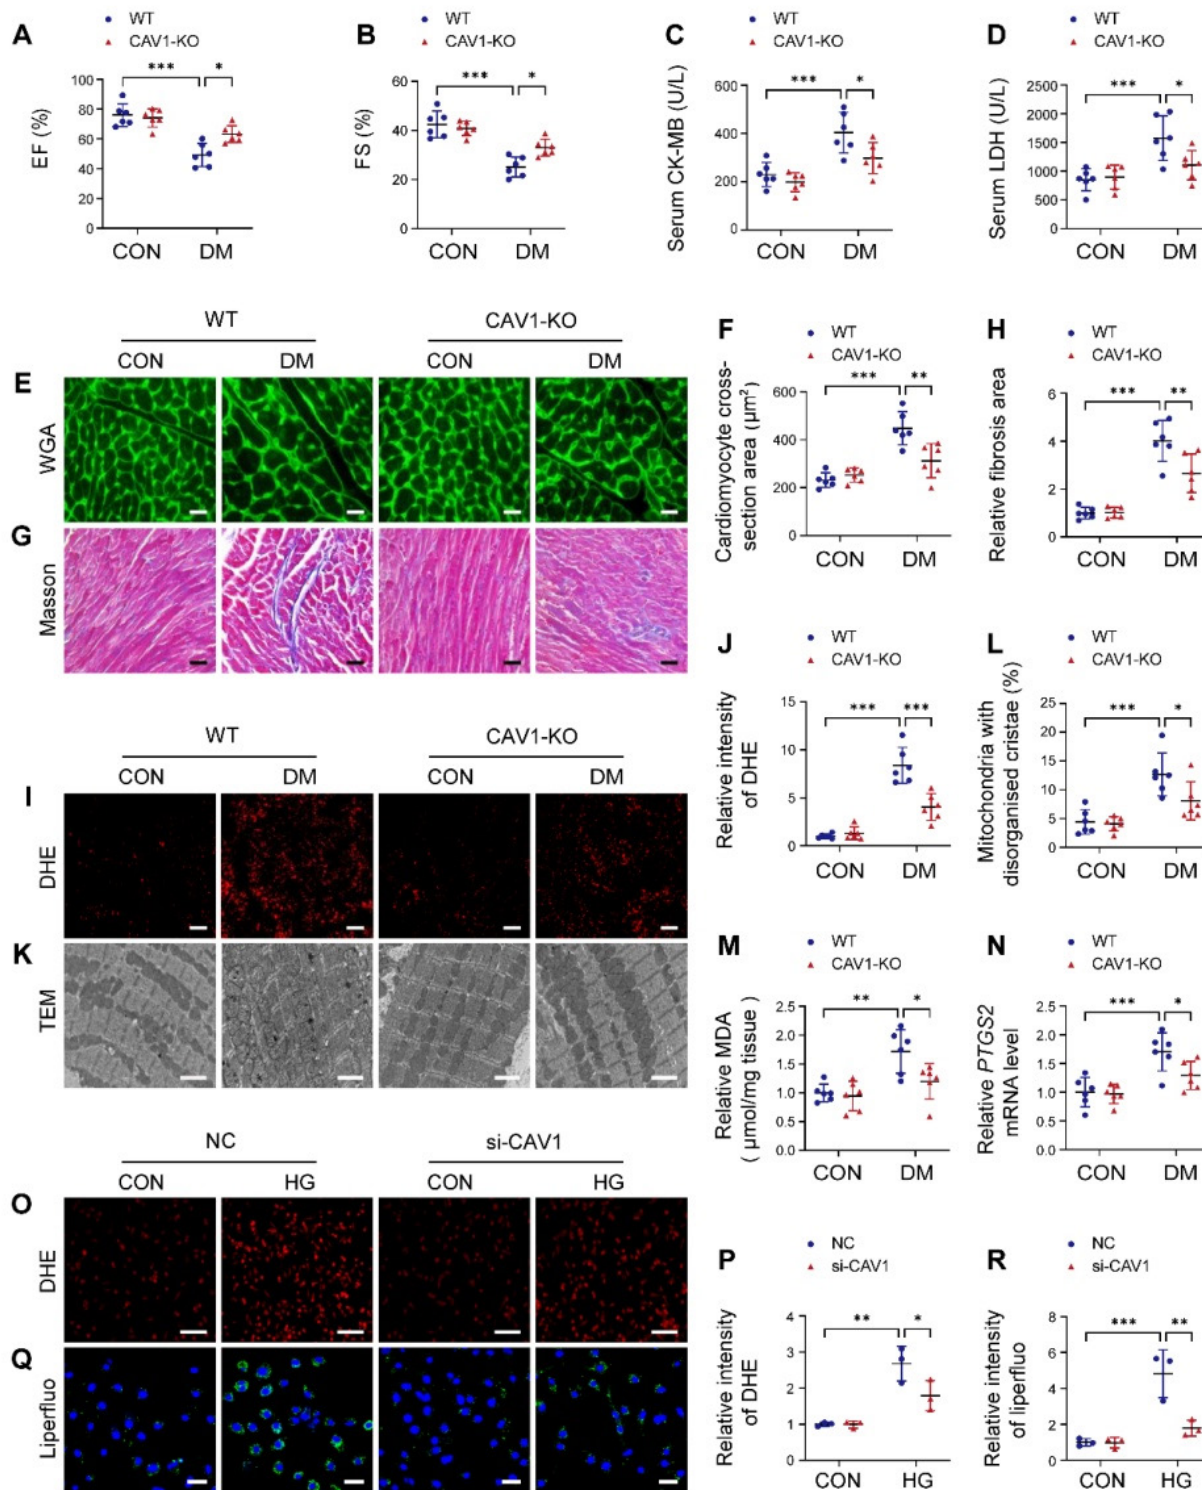 A
WT
CAV1-KO
***
*
EF (%)
100
80
60
40
20
0
CON
DM
B
WT
CAV1-KO
***
*
FS (%)
60
40
20
0
CON
DM
C
WT
CAV1-KO
***
*
Serum CK-MB (U/L)
600
400
200
0
CON
DM
D
WT
CAV1-KO
***
*
Serum LDH (U/L)
2500
2000
1500
1000
500
0
CON
DM
WT
CAV1-KO
CON
DM
CON
DM
E
WGA
G
Masson
F
WT
CAV1-KO
***
**
Cardiomyocyte cross-
section area (µm²)
600
400
200
0
CON
DM
H
WT
CAV1-KO
***
**
Relative fibrosis area
6
4
2
0
CON
DM
WT
CAV1-KO
CON
DM
CON
DM
I
DHE
K
TEM
J
WT
CAV1-KO
***
***
Relative intensity
of DHE
15
10
5
0
CON
DM
L
WT
CAV1-KO
***
*
Mitochondria with
disorganised cristae (%)
25
20
15
10
5
0
CON
DM
M
WT
CAV1-KO
**
*
Relative MDA
( µmol/mg tissue )
2.5
2.0
1.5
1.0
0.5
0.0
CON
DM
N
WT
CAV1-KO
***
*
Relative PTGS2
mRNA level
2.5
2.0
1.5
1.0
0.5
0.0
CON
DM
NC
si-CAV1
CON
HG
CON
HG
O
DHE
Q
Liperfluo
P
NC
si-CAV1
**
*
Relative intensity
of DHE
4
3
2
1
0
CON
HG
R
NC
si-CAV1
***
**
Relative intensity
of liperfluo
8
6
4
2
0
CON
HG